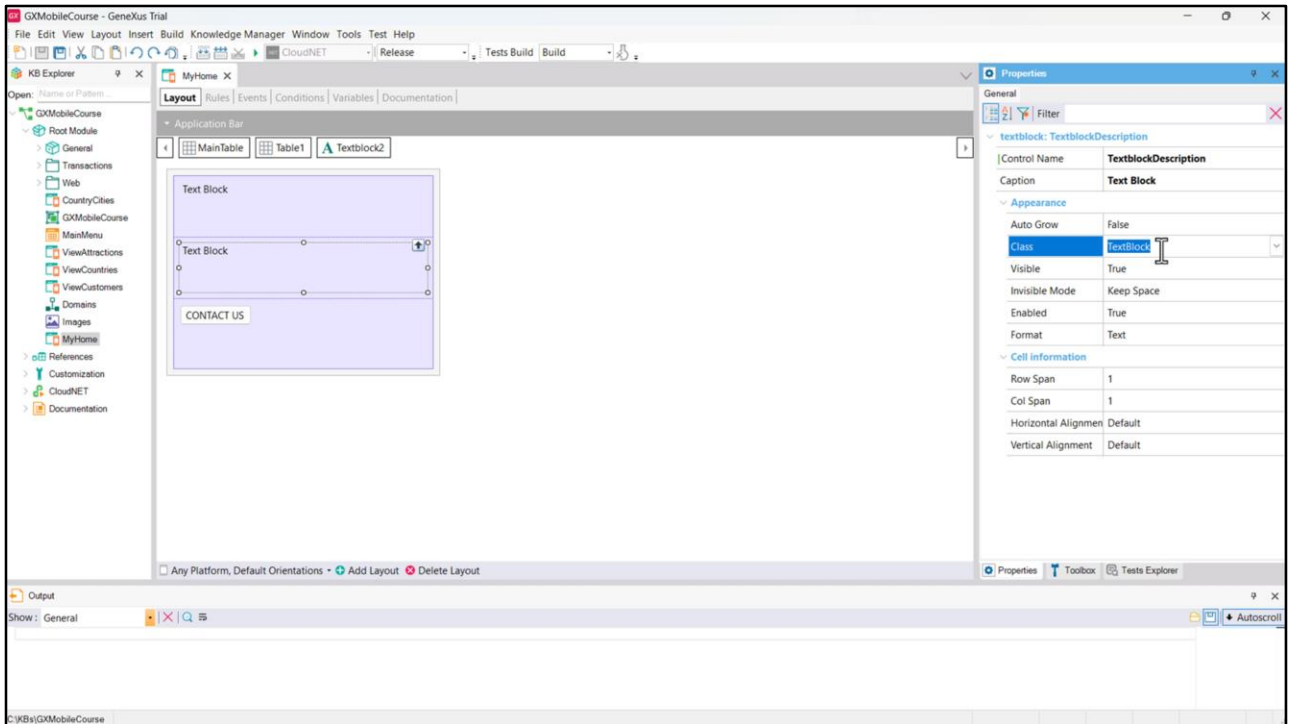 GX GXMobileCourse - GeneXus Trial
File Edit View Layout Insert Build Knowledge Manager Window Tools Test Help
CloudNET Release Tests Build Build
KB Explorer
Open: Name or Pattern...
GXMobileCourse
Root Module
General
Transactions
Web
CountryCities
GXMobileCourse
MainMenu
ViewAttractions
ViewCountries
ViewCustomers
Domains
Images
MyHome
References
Customization
CloudNET
Documentation
MyHome
Layout Rules Events Conditions Variables Documentation
Application Bar
MainTable Table1 A Textblock2
Text Block
Text Block
CONTACT US
Any Platform, Default Orientations Add Layout Delete Layout
Properties
General
Filter
textblock: TextblockDescription
Control Name TextblockDescription
Caption Text Block
Appearance
Auto Grow False
Class TextBlock
Visible True
Invisible Mode Keep Space
Enabled True
Format Text
Cell information
Row Span 1
Col Span 1
Horizontal Alignmen Default
Vertical Alignment Default
Properties Toolbox Tests Explorer
Output
Show: General Autoscroll
C:\KBs\GXMobileCourse